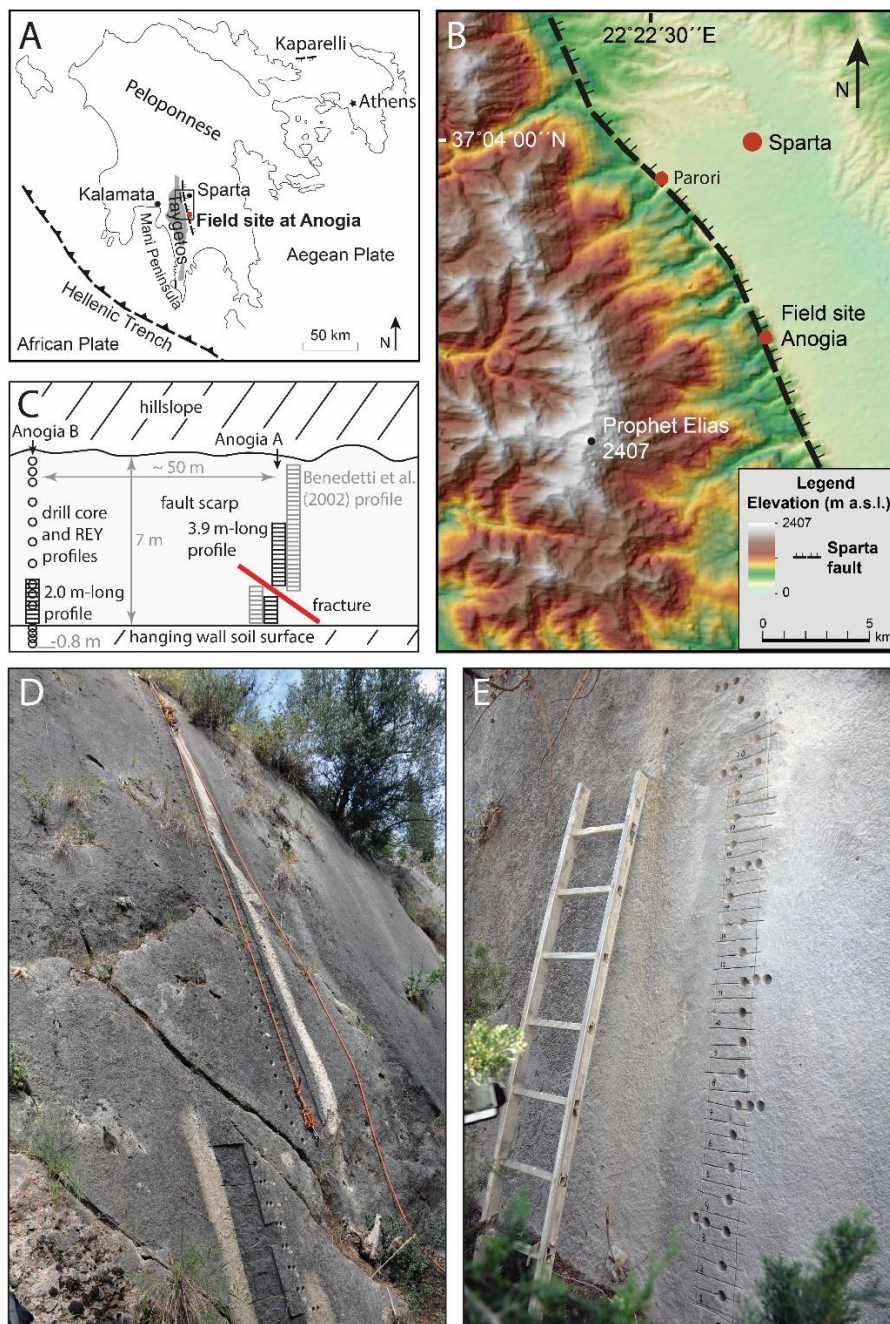 A
Kaparelli
Peloponnese
Athens
Kalamata
Sparta
Taygetos
Field site at Anogia
Mani Peninsula
Aegean Plate
Hellenic Trench
African Plate
50 km
N
B
22°22´30´´E
N
37°04´00´´N
Sparta
Parori
Field site
Anogia
Prophet Elias
2407
Legend
Elevation (m a.s.l.)
2407
0
Sparta
fault
0
5
km
C
hillslope
Anogia B
Anogia A
~ 50 m
Benedetti et al.
(2002) profile
fault scarp
drill core
and REY
profiles
7 m
3.9 m-long
profile
2.0 m-long
profile
fracture
hanging wall soil surface
-0.8 m
D
E